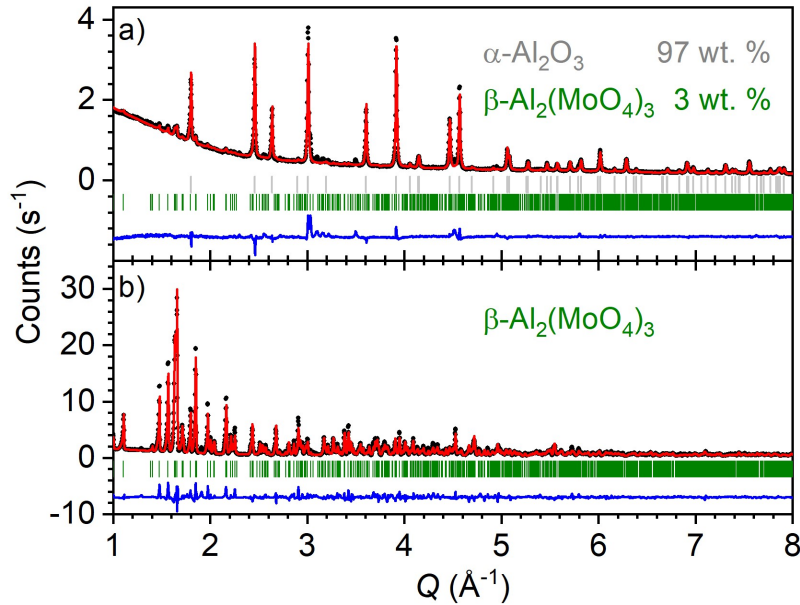 a)
α-Al₂O₃ 97 wt. %
β-Al₂(MoO₄)₃ 3 wt. %
4
2
0
b)
β-Al₂(MoO₄)₃
30
20
10
0
-10
Counts (s⁻¹)
1 2 3 4 5 6 7 8
Q (Å⁻¹)